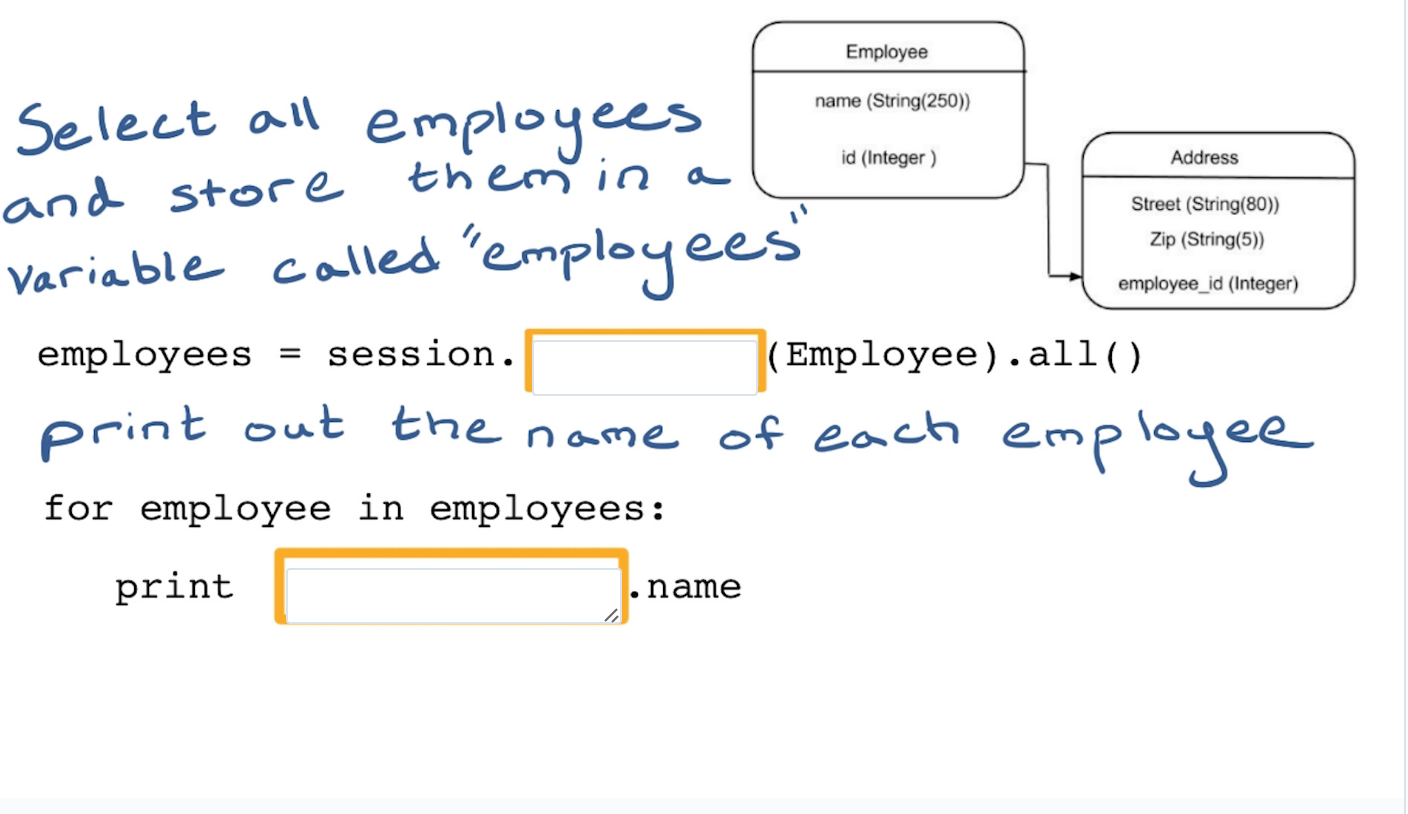 Employee
name (String(250))
id (Integer )
Address
Street (String(80))
Zip (String(5))
employee_id (Integer)
Select all employees
and store them in a
variable called "employees"
employees = session. (Employee).all()
print out the name of each employee
for employee in employees:
print .name